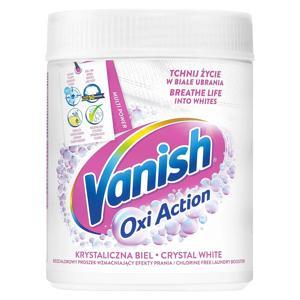 TCHNIJ ŻYCIE
W BIAŁE UBRANIA
BREATHE LIFE
INTO WHITES
MULTI POWER
Vanish
Oxi Action
KRYSTALICZNA BIEL • CRYSTAL WHITE
BEZCHLOROWY PROSZEK WZMACNIAJĄCY EFEKTY PRANIA / CHLORINE FREE LAUNDRY BOOSTER